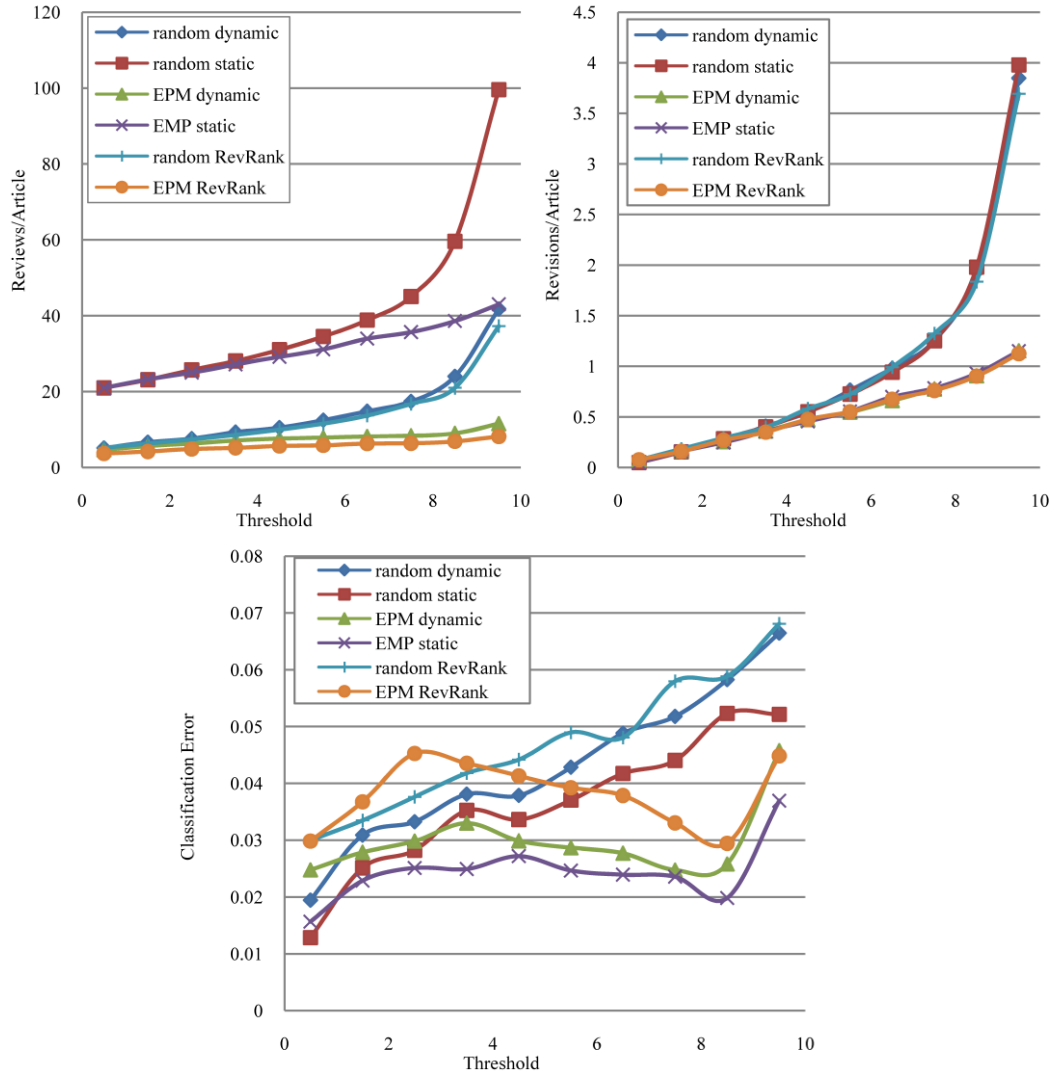 120
100
80
60
40
20
0
Reviews/Article
random dynamic
random static
EPM dynamic
EMP static
random RevRank
EPM RevRank
0 2 4 6 8 10
Threshold
4.5
4
3.5
3
2.5
2
1.5
1
0.5
0
Revisions/Article
random dynamic
random static
EPM dynamic
EMP static
random RevRank
EPM RevRank
0 2 4 6 8 10
Threshold
0.08
0.07
0.06
0.05
0.04
0.03
0.02
0.01
0
Classification Error
random dynamic
random static
EPM dynamic
EMP static
random RevRank
EPM RevRank
0 2 4 6 8 10
Threshold